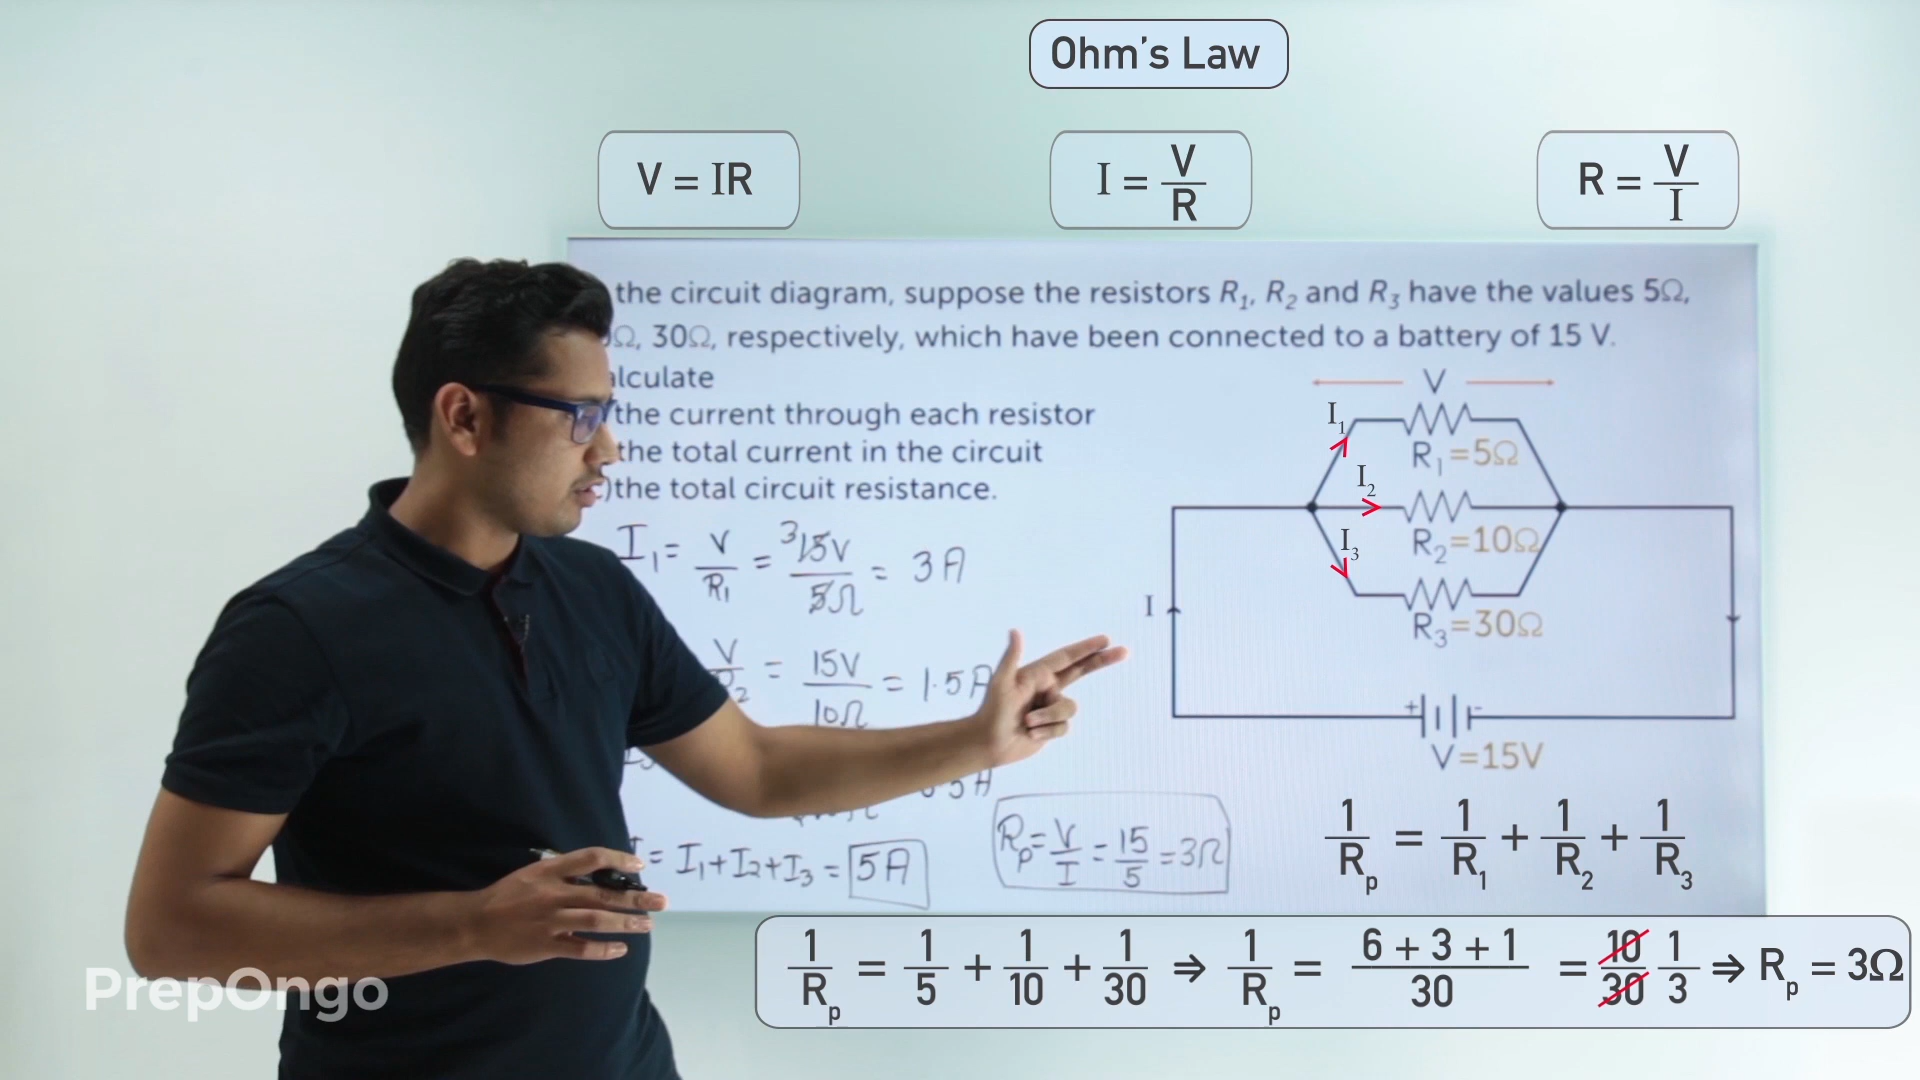 Ohm's Law
V = IR
I = V/R
R = V/I
the circuit diagram, suppose the resistors R₁, R₂ and R₃ have the values 5Ω,
Ω, 30Ω, respectively, which have been connected to a battery of 15 V.
alculate
the current through each resistor
the total current in the circuit
)the total circuit resistance.
V
I₁
R₁=5Ω
I₂
R₂=10Ω
I₃
R₃=30Ω
I
+ -
V=15V
I₁= V/R₁ = 3 15V/5Ω = 3A
V/R₂ = 15V/10Ω = 1.5A
5A
= I₁+I₂+I₃ = 5A
Rp= V/I = 15/5 =3Ω
1/Rp = 1/R₁ + 1/R₂ + 1/R₃
1/Rp = 1/5 + 1/10 + 1/30 ⇒ 1/Rp = 6 + 3 + 1/30 = 10/30 1/3 ⇒ Rp = 3Ω
PrepOngo